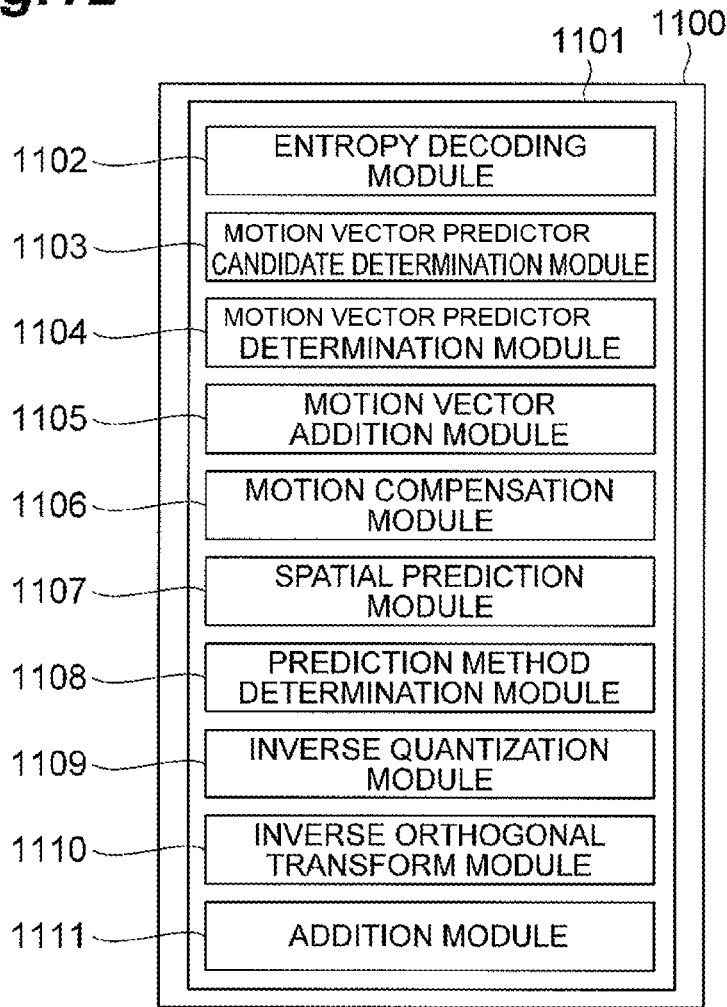 1100
1101
1102
ENTROPY DECODING
MODULE
1103
MOTION VECTOR PREDICTOR
CANDIDATE DETERMINATION MODULE
1104
MOTION VECTOR PREDICTOR
DETERMINATION MODULE
1105
MOTION VECTOR
ADDITION MODULE
1106
MOTION COMPENSATION
MODULE
1107
SPATIAL PREDICTION
MODULE
1108
PREDICTION METHOD
DETERMINATION MODULE
1109
INVERSE QUANTIZATION
MODULE
1110
INVERSE ORTHOGONAL
TRANSFORM MODULE
1111
ADDITION MODULE